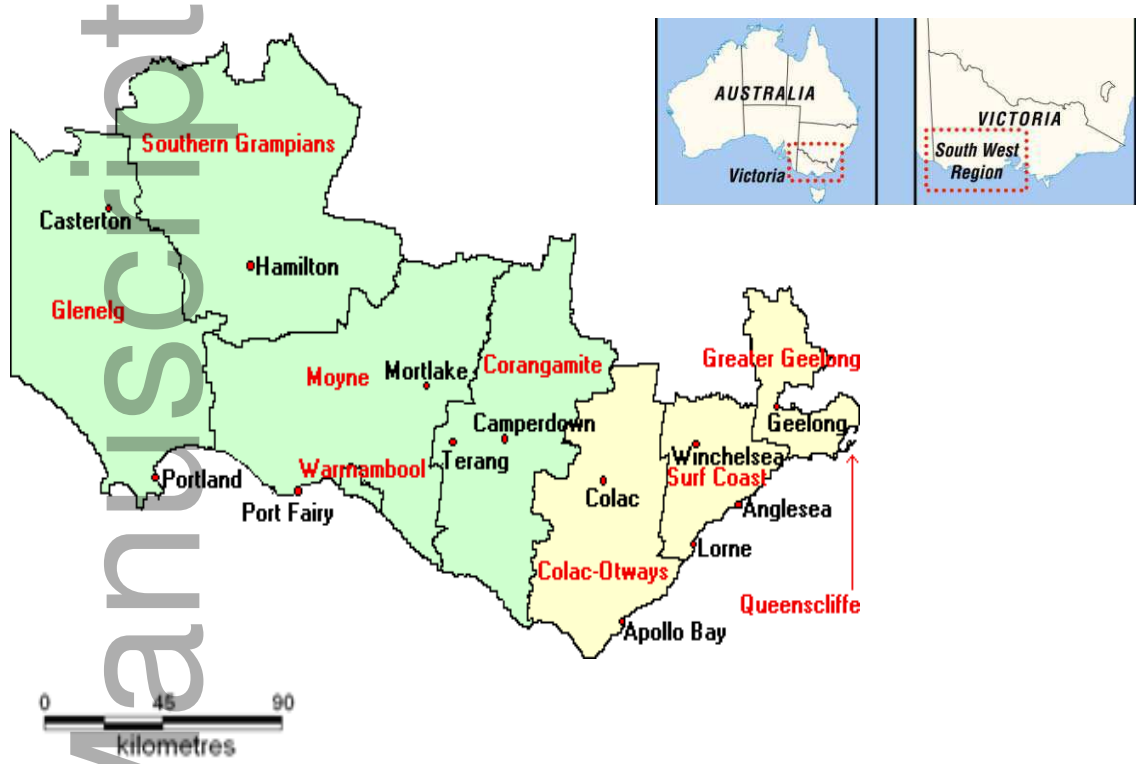 Manuscript
AUSTRALIA
Victoria
VICTORIA
South West
Region
Southern Grampians
Casterton
Hamilton
Glenelg
Moyne
Mortlake
Corangamite
Greater Geelong
Camperdown
Terang
Geelong
Winchelsea
Surf Coast
Warrnambool
Portland
Port Fairy
Colac
Anglesea
Lorne
Colac-Otways
Queenscliffe
Apollo Bay
0 45 90
kilometres